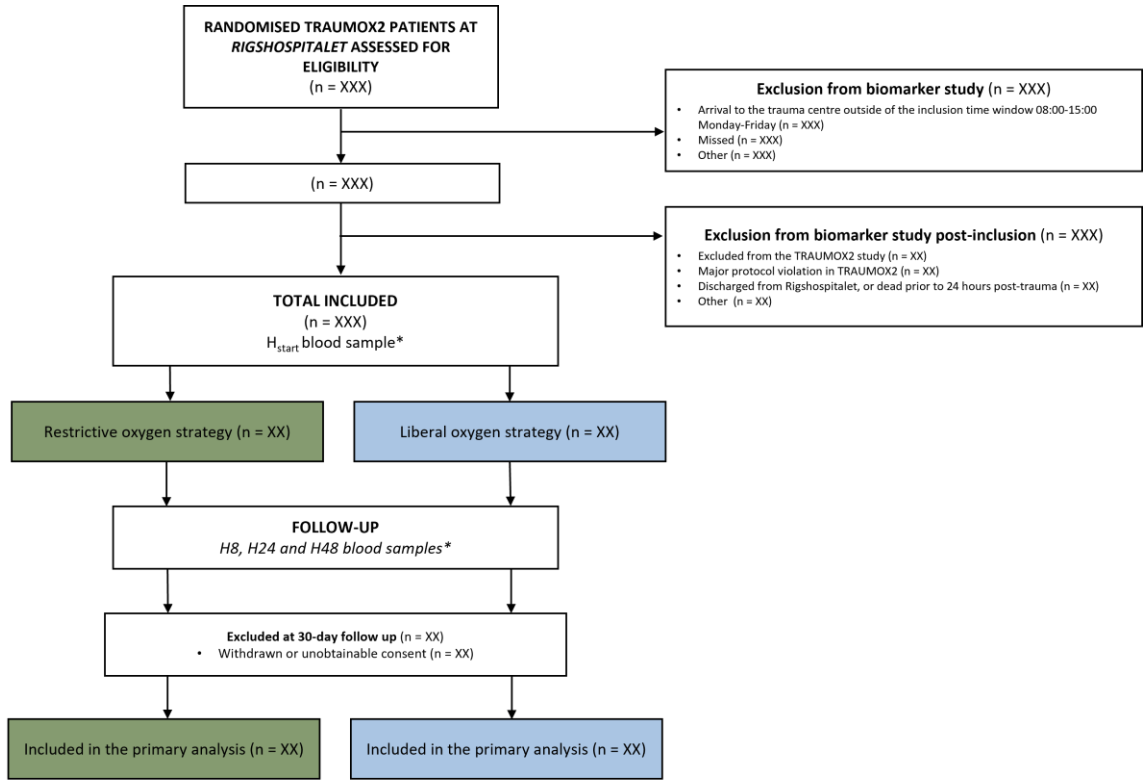 RANDOMISED TRAUMOX2 PATIENTS AT
RIGSHOSPITALET ASSESSED FOR
ELIGIBILITY
(n = XXX)
Exclusion from biomarker study (n = XXX)
• Arrival to the trauma centre outside of the inclusion time window 08:00-15:00
Monday-Friday (n = XXX)
• Missed (n = XXX)
• Other (n = XXX)
(n = XXX)
Exclusion from biomarker study post-inclusion (n = XXX)
• Excluded from the TRAUMOX2 study (n = XX)
• Major protocol violation in TRAUMOX2 (n = XX)
• Discharged from Rigshospitalet, or dead prior to 24 hours post-trauma (n = XX)
• Other (n = XX)
TOTAL INCLUDED
(n = XXX)
Hstart blood sample*
Restrictive oxygen strategy (n = XX)
Liberal oxygen strategy (n = XX)
FOLLOW-UP
H8, H24 and H48 blood samples*
Excluded at 30-day follow up (n = XX)
• Withdrawn or unobtainable consent (n = XX)
Included in the primary analysis (n = XX)
Included in the primary analysis (n = XX)